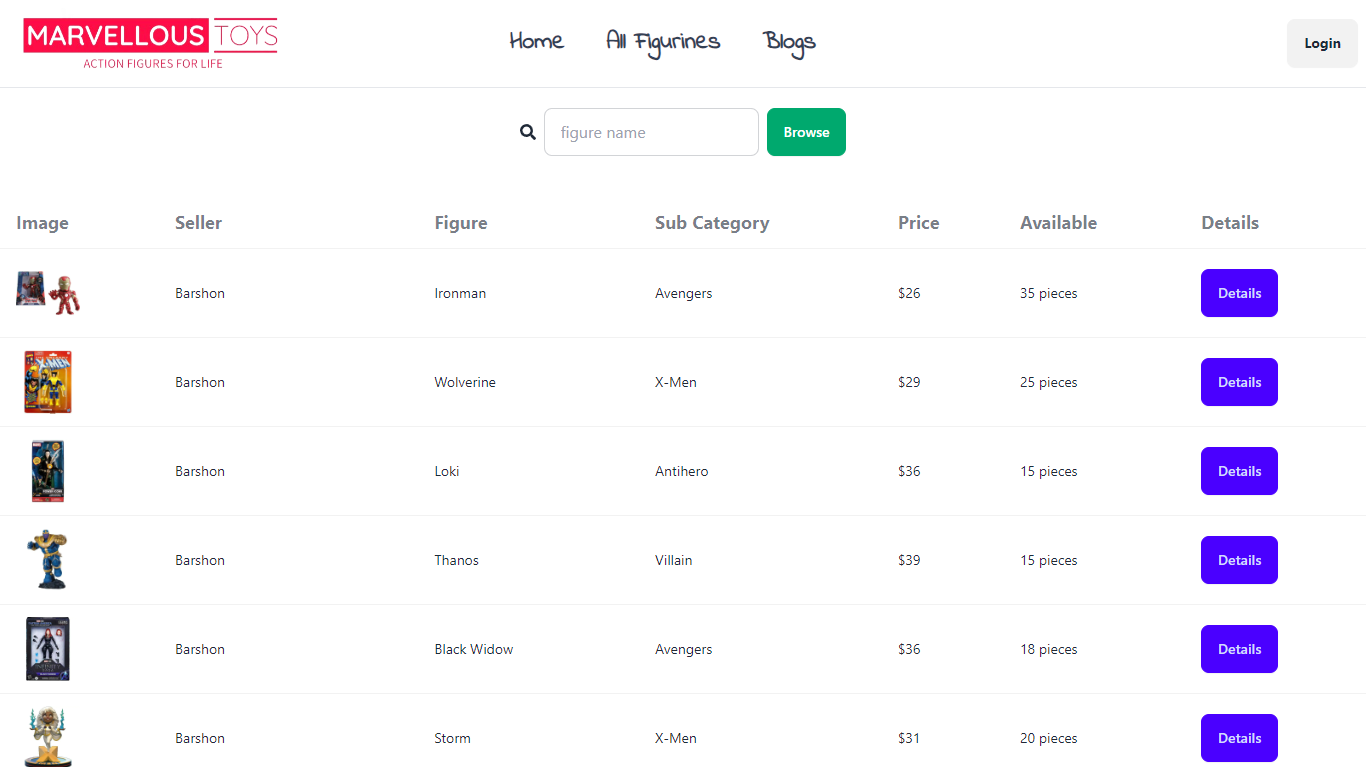 MARVELLOUS TOYS
ACTION FIGURES FOR LIFE
Home All Figurines Blogs
Login
figure name Browse
Image Seller Figure Sub Category Price Available Details
Barshon Ironman Avengers $26 35 pieces Details
X-MEN
Barshon Wolverine X-Men $29 25 pieces Details
Barshon Loki Antihero $36 15 pieces Details
Barshon Thanos Villain $39 15 pieces Details
Barshon Black Widow Avengers $36 18 pieces Details
Barshon Storm X-Men $31 20 pieces Details